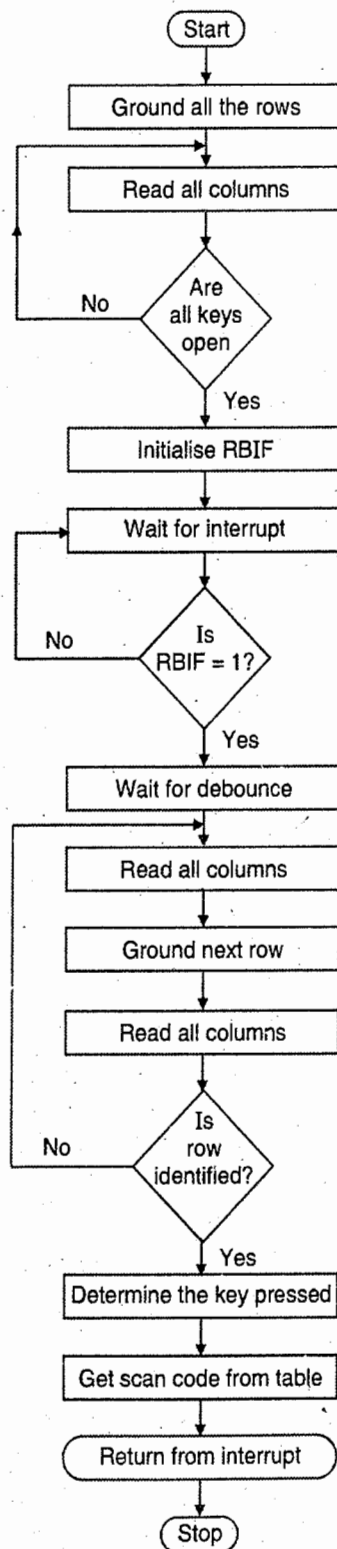 Start
Ground all the rows
Read all columns
Are
all keys
open
No
Yes
Initialise RBIF
Wait for interrupt
Is
RBIF = 1?
No
Yes
Wait for debounce
Read all columns
Ground next row
Read all columns
Is
row
identified?
No
Yes
Determine the key pressed
Get scan code from table
Return from interrupt
Stop